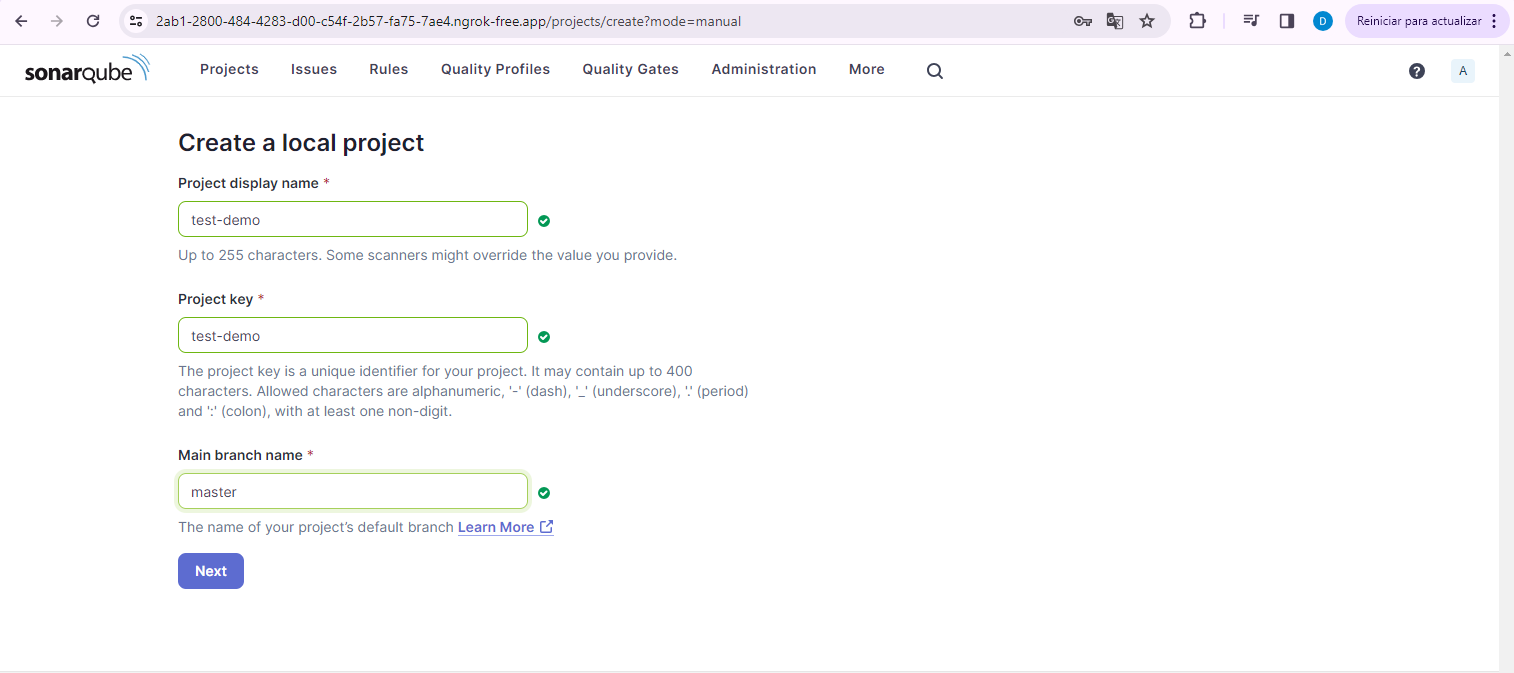 2ab1-2800-484-4283-d00-c54f-2b57-fa75-7ae4.ngrok-free.app/projects/create?mode=manual
D
Reiniciar para actualizar
sonarqube
Projects
Issues
Rules
Quality Profiles
Quality Gates
Administration
More
?
A
Create a local project
Project display name *
test-demo
Up to 255 characters. Some scanners might override the value you provide.
Project key *
test-demo
The project key is a unique identifier for your project. It may contain up to 400
characters. Allowed characters are alphanumeric, '-' (dash), '_' (underscore), '.' (period)
and ':' (colon), with at least one non-digit.
Main branch name *
master
The name of your project’s default branch Learn More
Next